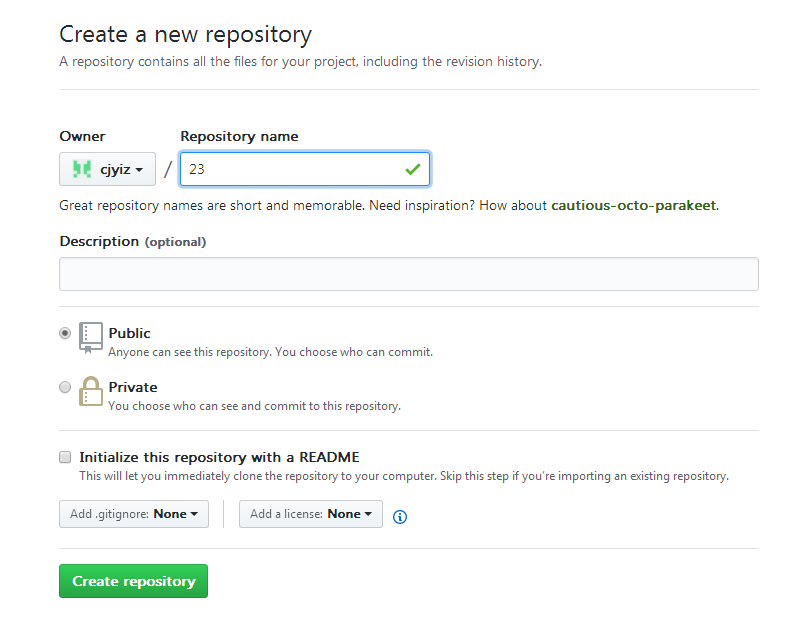 Create a new repository
A repository contains all the files for your project, including the revision history.
Owner Repository name
cjyiz / 23
Great repository names are short and memorable. Need inspiration? How about cautious-octo-parakeet.
Description (optional)
Public
Anyone can see this repository. You choose who can commit.
Private
You choose who can see and commit to this repository.
Initialize this repository with a README
This will let you immediately clone the repository to your computer. Skip this step if you're importing an existing repository.
Add .gitignore: None Add a license: None
Create repository